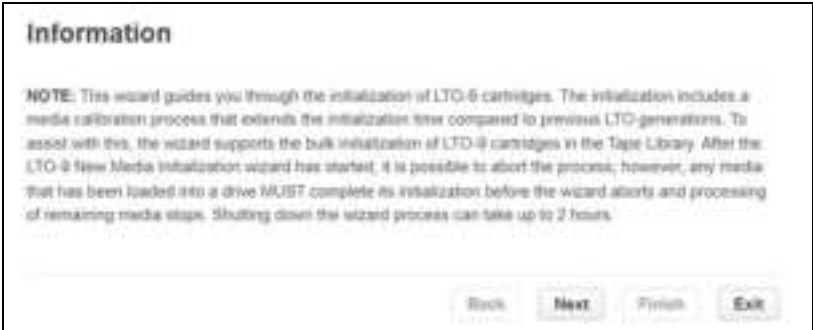 Information
NOTE: This wizard guides you through the initialization of LTO-9 cartridges. The initialization includes a
media calibration process that extends the initialization time compared to previous LTO generations. To
assist with this, the wizard supports the bulk initialization of LTO-9 cartridges in the Tape Library. After the
LTO-9 New Media Initialization wizard has started, it is possible to abort the process, however, any media
that has been loaded into a drive MUST complete its initialization before the wizard aborts and processing
of remaining media stops. Shutting down the wizard process can take up to 2 hours.
Back Next Finish Exit